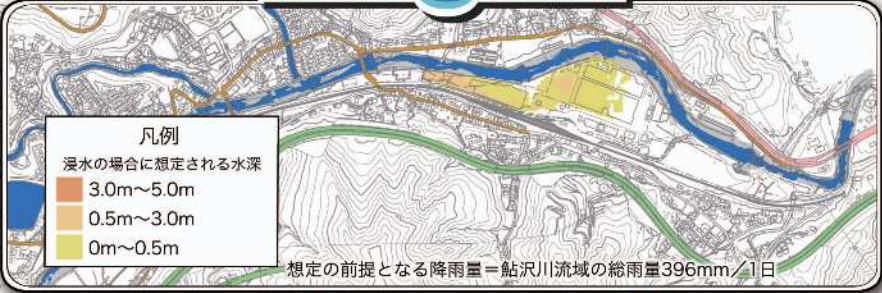 凡例
浸水の場合に想定される水深
3.0m〜5.0m
0.5m〜3.0m
0m〜0.5m
想定の前提となる降雨量=鮎沢川流域の総雨量396mm/1日